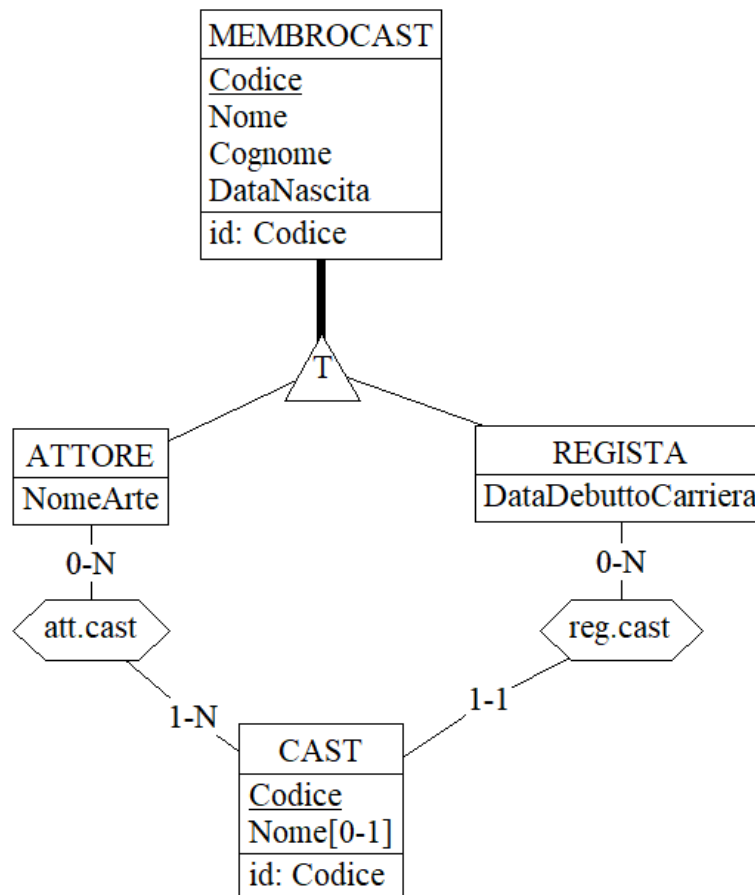 MEMBROCAST
Codice
Nome
Cognome
DataNascita
id: Codice
T
ATTORE
NomeArte
REGISTA
DataDebuttoCarriera
0-N
0-N
att.cast
reg.cast
1-N
1-1
CAST
Codice
Nome[0-1]
id: Codice